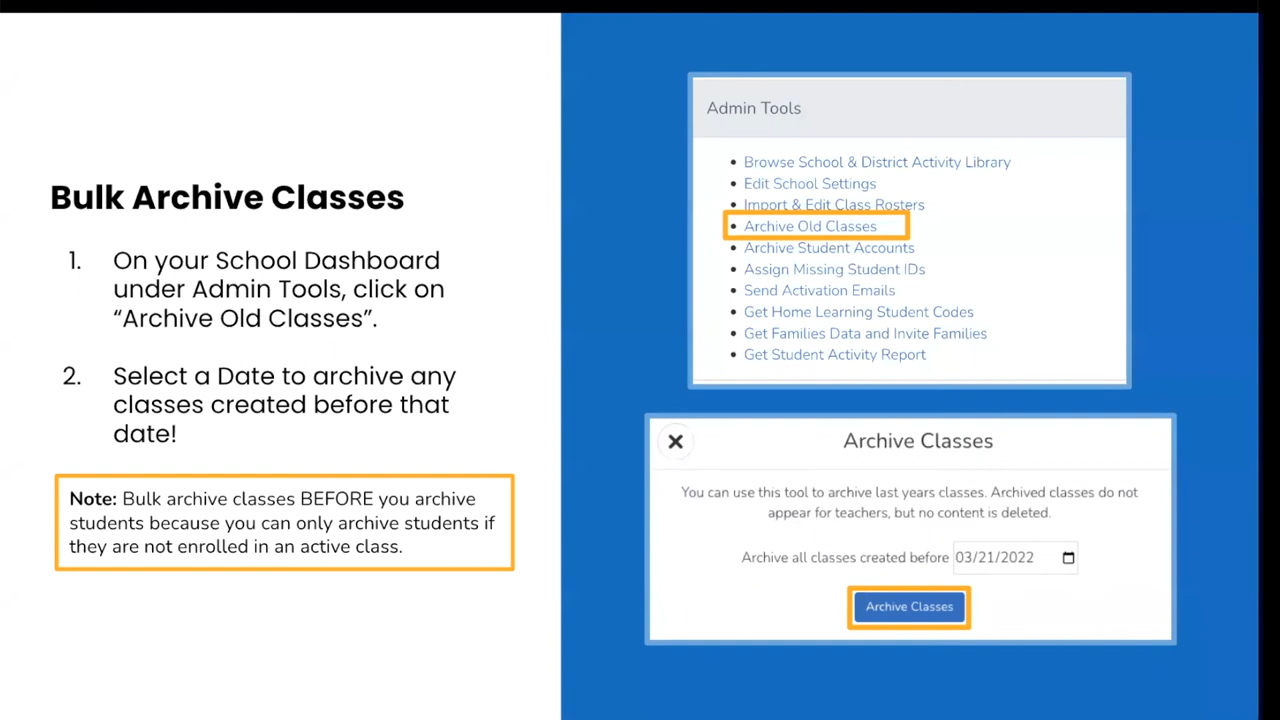 Bulk Archive Classes
1. On your School Dashboard
under Admin Tools, click on
“Archive Old Classes”.
2. Select a Date to archive any
classes created before that
date!
Note: Bulk archive classes BEFORE you archive
students because you can only archive students if
they are not enrolled in an active class.
Admin Tools
• Browse School & District Activity Library
• Edit School Settings
• Import & Edit Class Rosters
• Archive Old Classes
• Archive Student Accounts
• Assign Missing Student IDs
• Send Activation Emails
• Get Home Learning Student Codes
• Get Families Data and Invite Families
• Get Student Activity Report
Archive Classes
You can use this tool to archive last years classes. Archived classes do not
appear for teachers, but no content is deleted.
Archive all classes created before 03/21/2022
Archive Classes